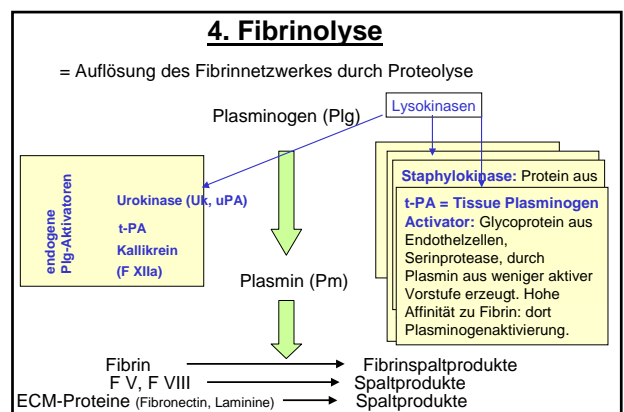 4. Fibrinolyse
= Auflösung des Fibrinnetzwerkes durch Proteolyse
Lysokinasen
Plasminogen (Plg)
endogene
Plg-Aktivatoren
Urokinase (Uk, uPA)
t-PA
Kallikrein
(F XIIa)
Staphylokinase: Protein aus
t-PA = Tissue Plasminogen
Activator: Glycoprotein aus
Endothelzellen,
Serinprotease, durch
Plasmin aus weniger aktiver
Vorstufe erzeugt. Hohe
Affinität zu Fibrin: dort
Plasminogenaktivierung.
Plasmin (Pm)
Fibrin Fibrinspaltprodukte
F V, F VIII Spaltprodukte
ECM-Proteine (Fibronectin, Laminine) Spaltprodukte